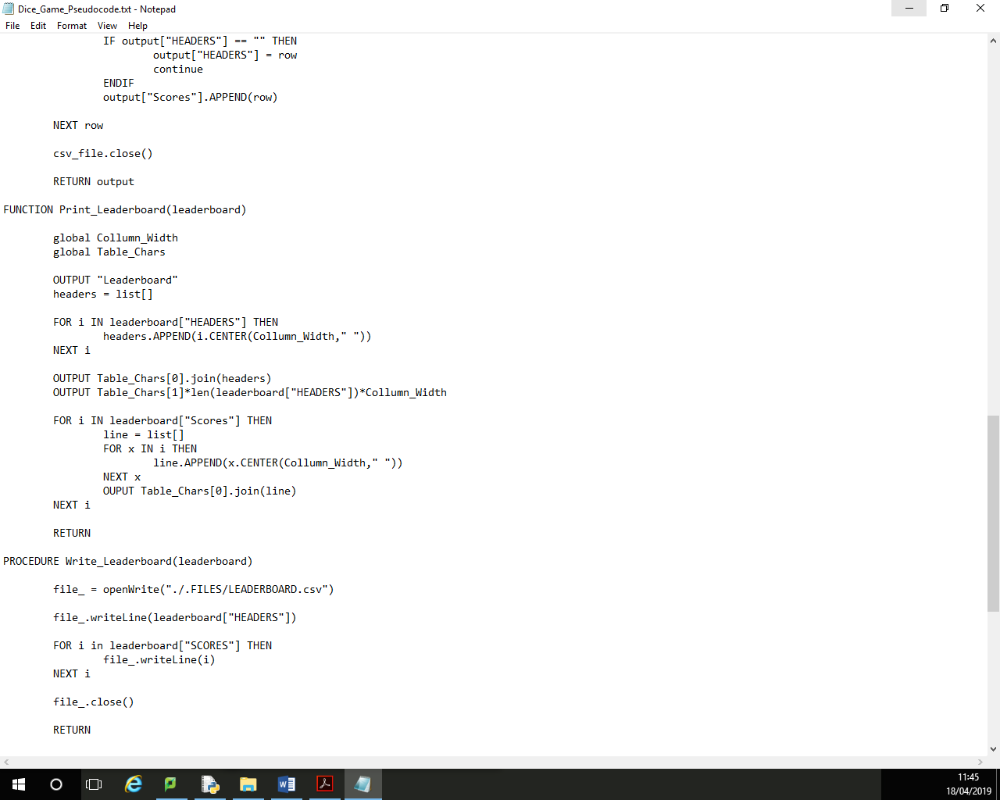 Dice_Game_Pseudocode.txt - Notepad
File Edit Format View Help
IF output["HEADERS"] == "" THEN
output["HEADERS"] = row
continue
ENDIF
output["Scores"].APPEND(row)
NEXT row
csv_file.close()
RETURN output
FUNCTION Print_Leaderboard(leaderboard)
global Collumn_Width
global Table_Chars
OUTPUT "Leaderboard"
headers = list[]
FOR i IN leaderboard["HEADERS"] THEN
headers.APPEND(i.CENTER(Collumn_Width," "))
NEXT i
OUTPUT Table_Chars[0].join(headers)
OUTPUT Table_Chars[1]*len(leaderboard["HEADERS"])*Collumn_Width
FOR i IN leaderboard["Scores"] THEN
line = list[]
FOR x IN i THEN
line.APPEND(x.CENTER(Collumn_Width," "))
NEXT x
OUPUT Table_Chars[0].join(line)
NEXT i
RETURN
PROCEDURE Write_Leaderboard(leaderboard)
file_ = openWrite("./.FILES/LEADERBOARD.csv")
file_.writeLine(leaderboard["HEADERS"])
FOR i in leaderboard["SCORES"] THEN
file_.writeLine(i)
NEXT i
file_.close()
RETURN
11:45
18/04/2019